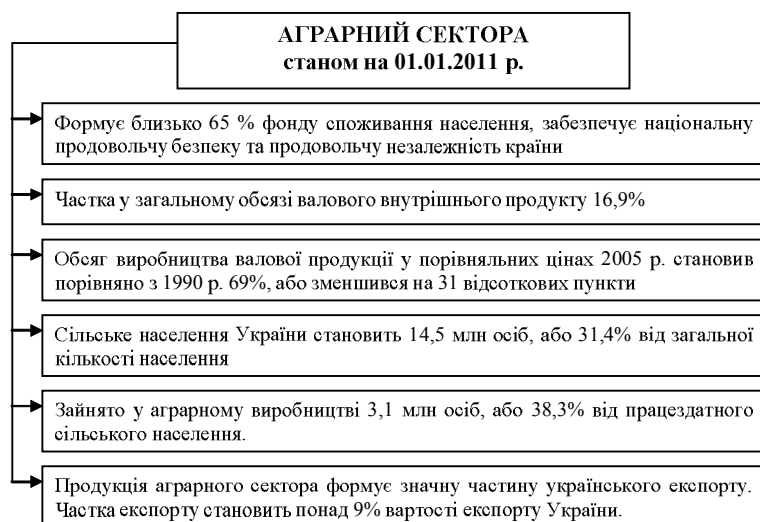 АГРАРНИЙ СЕКТОРА
станом на 01.01.2011 р.
Формує близько 65 % фонду споживання населення, забезпечує національну
продовольчу безпеку та продовольчу незалежність країни
Частка у загальному обсязі валового внутрішнього продукту 16,9%
Обсяг виробництва валової продукції у порівняльних цінах 2005 р. становив
порівняно з 1990 р. 69%, або зменшився на 31 відсоткових пункти
Сільське населення України становить 14,5 млн осіб, або 31,4% від загальної
кількості населення
Зайнято у аграрному виробництві 3,1 млн осіб, або 38,3% від працездатного
сільського населення.
Продукція аграрного сектора формує значну частину українського експорту.
Частка експорту становить понад 9% вартості експорту України.